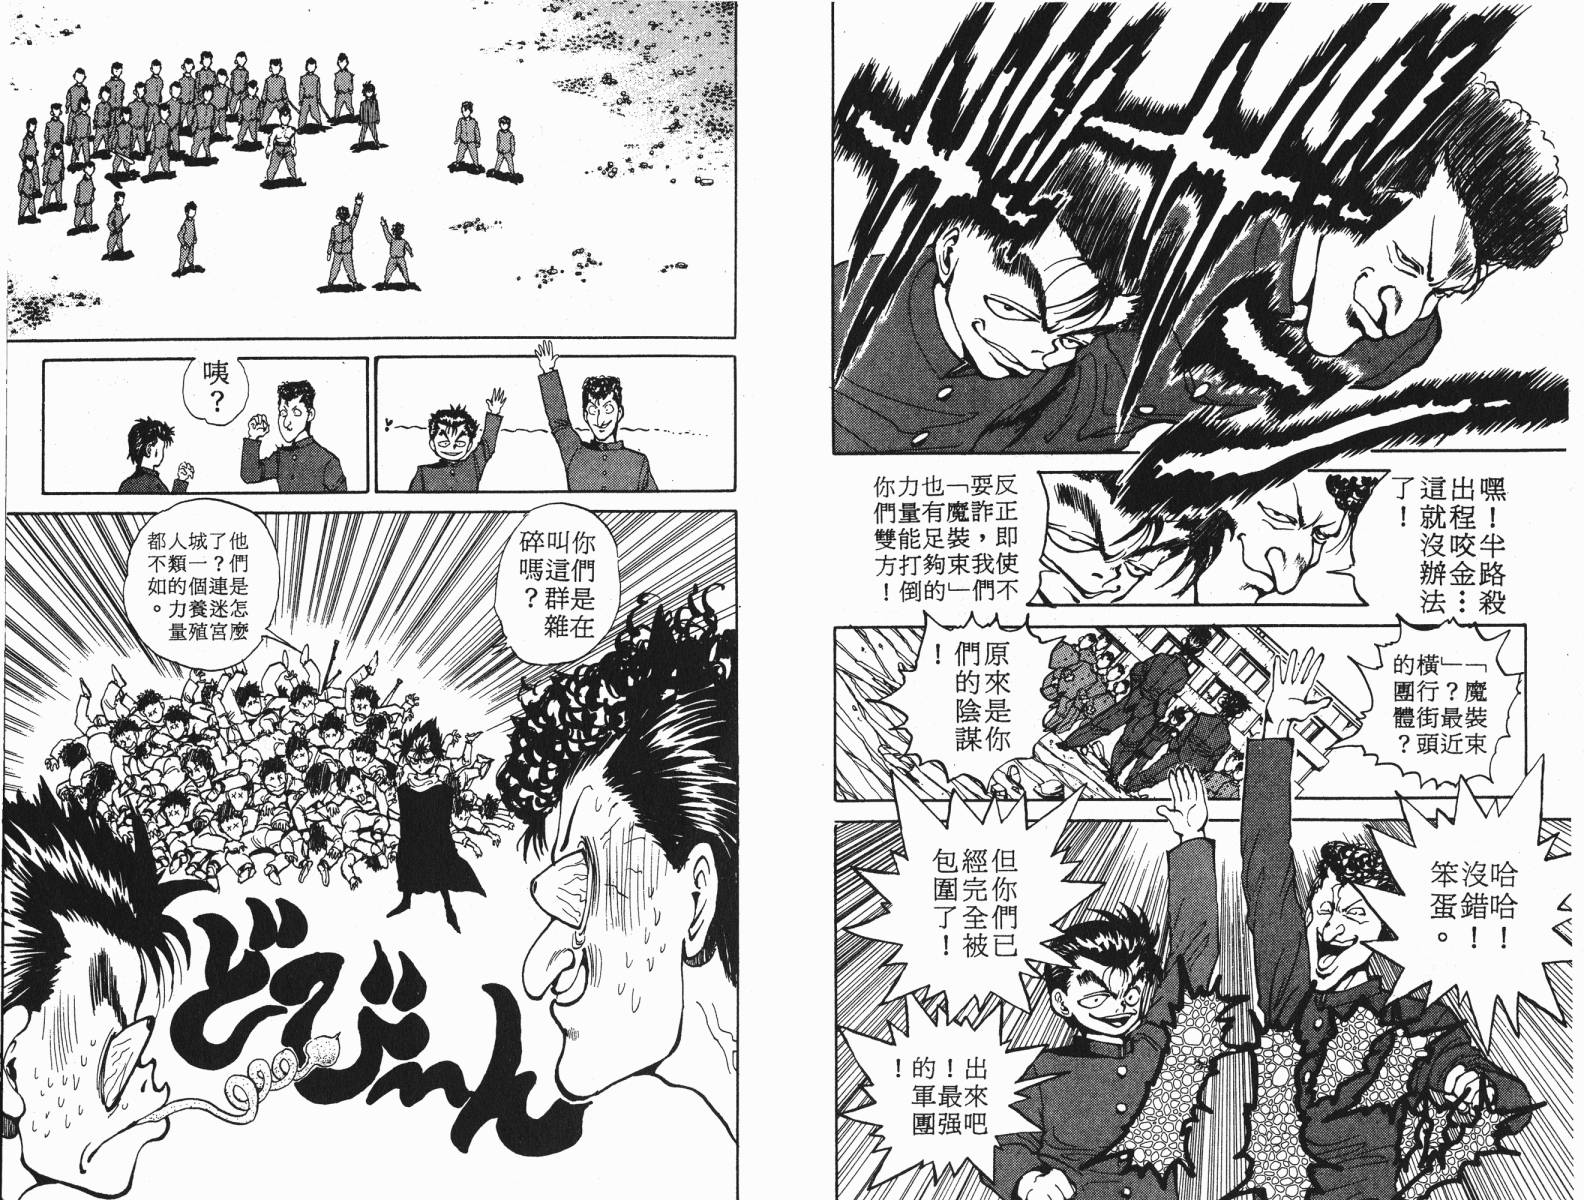 嘿！半路殺
出程咬金…
這就沒辦法
了！
反正即使不
耍詐，我們
「魔裝束」
也有足夠的
力量能打倒
你們雙方！
「魔裝束
」？最近
橫行街頭
的團體？
原來是你
們的陰謀
！
哈哈！
沒錯！
笨蛋。
但你們已
經完全被
包圍了！
出來吧
！最强
的軍團
！
咦？
你們是在
叫這群雜
碎嗎？
他們是怎麼
了？連迷宮
城一個養殖
人類的力量
都不如。
どびーん